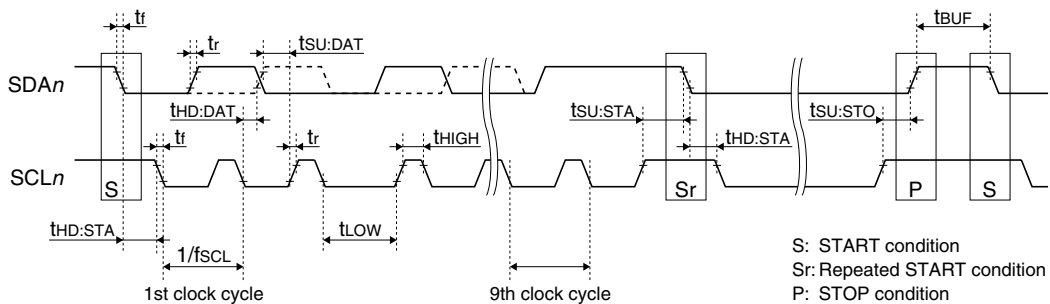 tf tr tSU:DAT tBUF
SDAn
tHD:DAT tf tr tHIGH tSU:STA tHD:STA tSU:STO
SCLn
S Sr P S
tHD:STA 1/fSCL tLOW
1st clock cycle 9th clock cycle
S: START condition
Sr: Repeated START condition
P: STOP condition